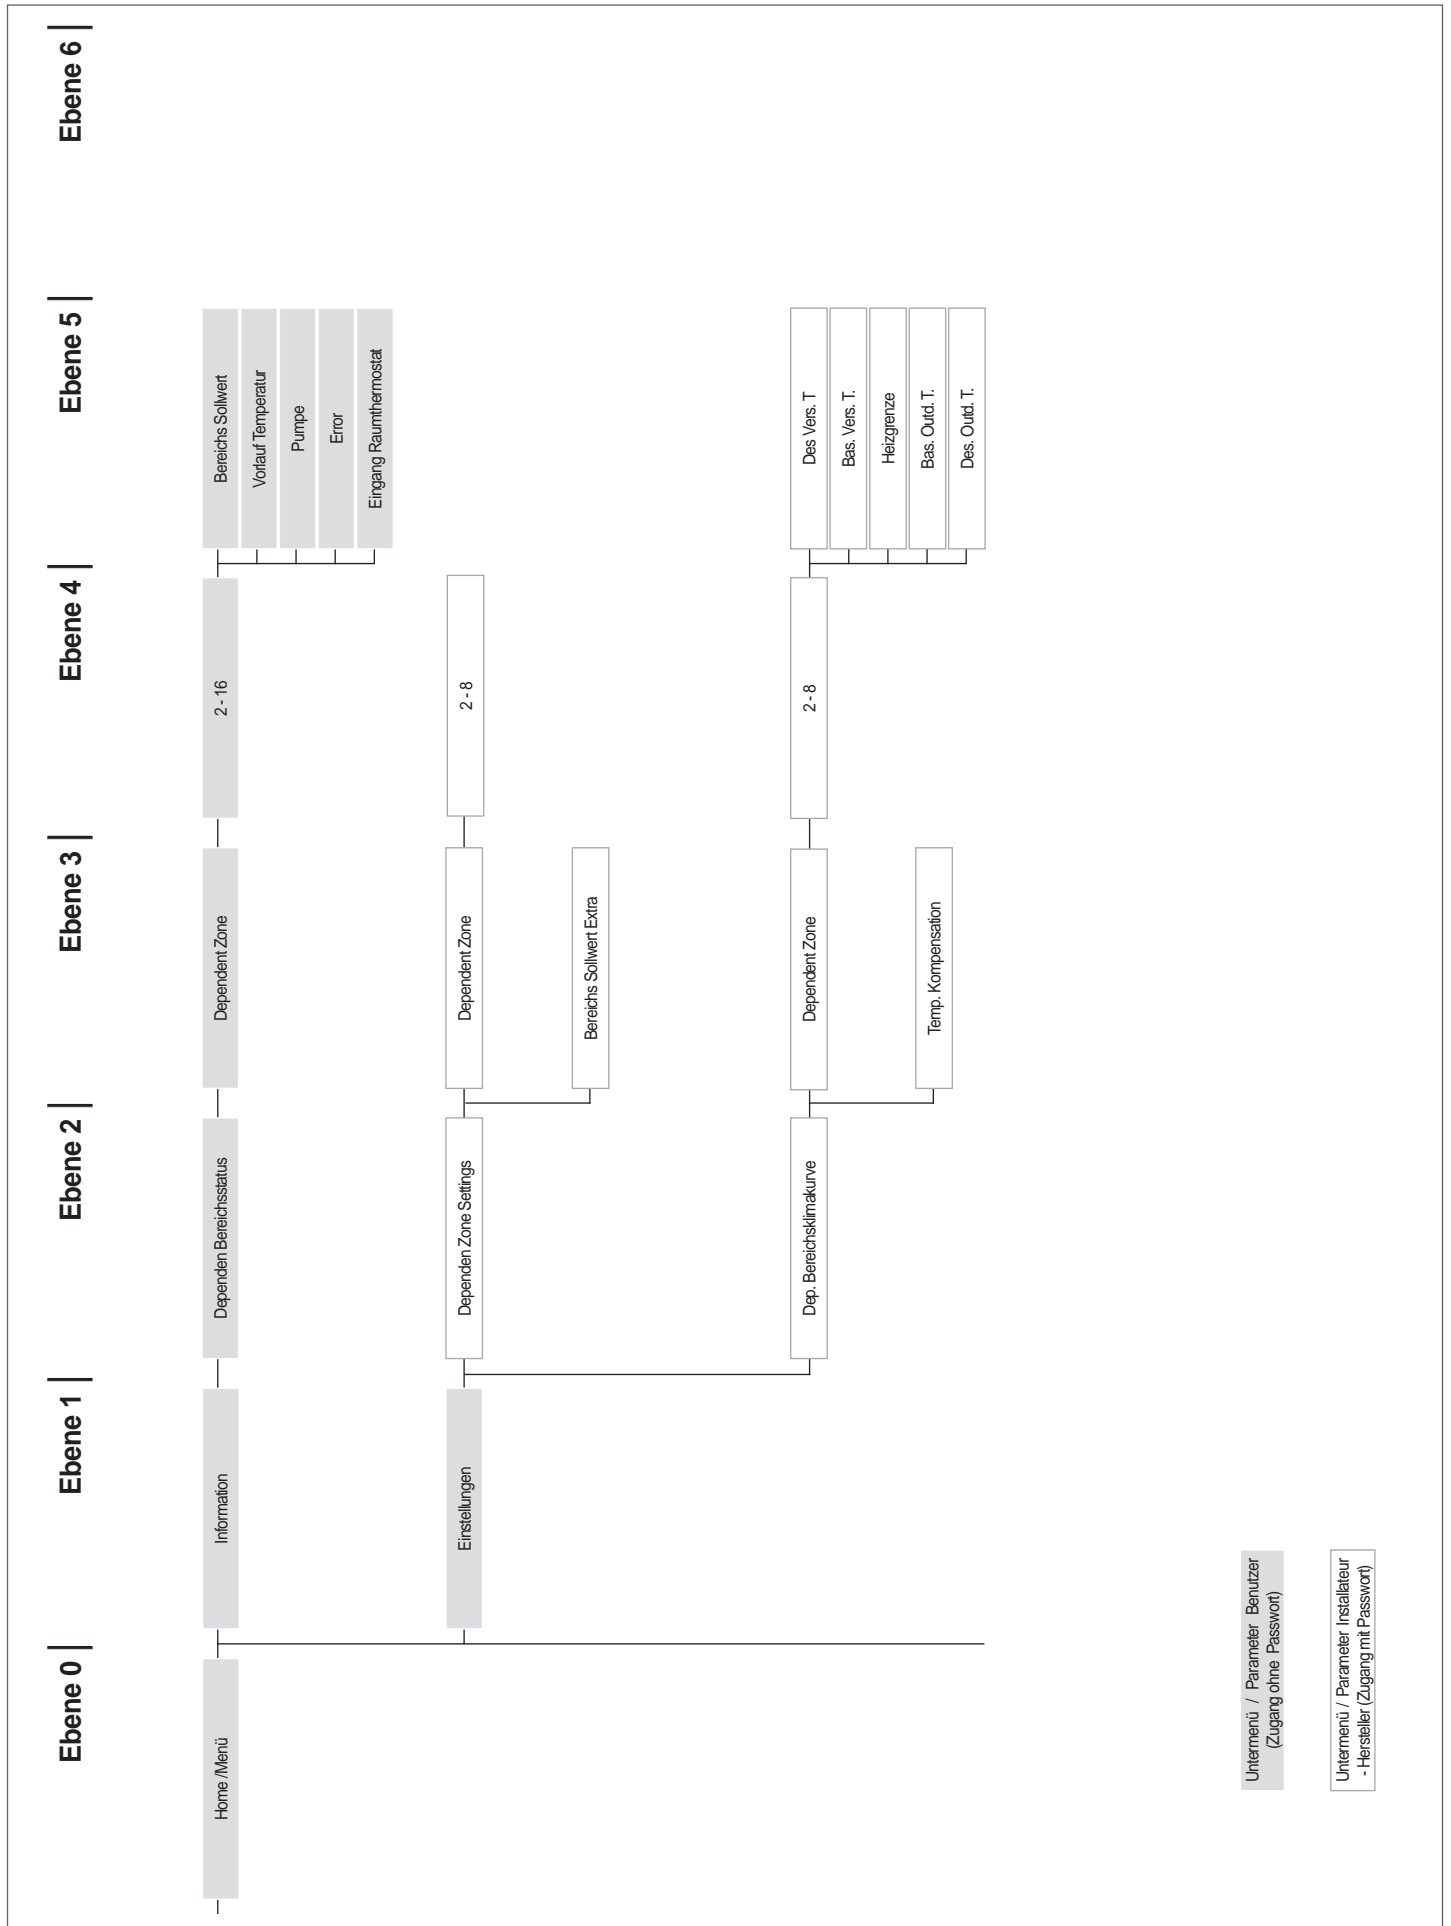 Ebene 0
Ebene 1
Ebene 2
Ebene 3
Ebene 4
Ebene 5
Ebene 6
Home /Menü
Information
Dependen Bereichsstatus
Dependent Zone
2 - 16
Bereichs Sollwert
Vorlauf Temperatur
Pumpe
Error
Eingang Raumthermostat
Einstellungen
Dependen Zone Settings
Dependent Zone
2 - 8
Bereichs Sollwert Extra
Dep. Bereichsklimakurve
Dependent Zone
2 - 8
Des Vers. T
Bas. Vers. T.
Heizgrenze
Bas. Outd. T.
Des. Outd. T.
Temp. Kompensation
Untermenü / Parameter Benutzer
(Zugang ohne Passwort)
Untermenü / Parameter Installateur
- Hersteller (Zugang mit Passwort)